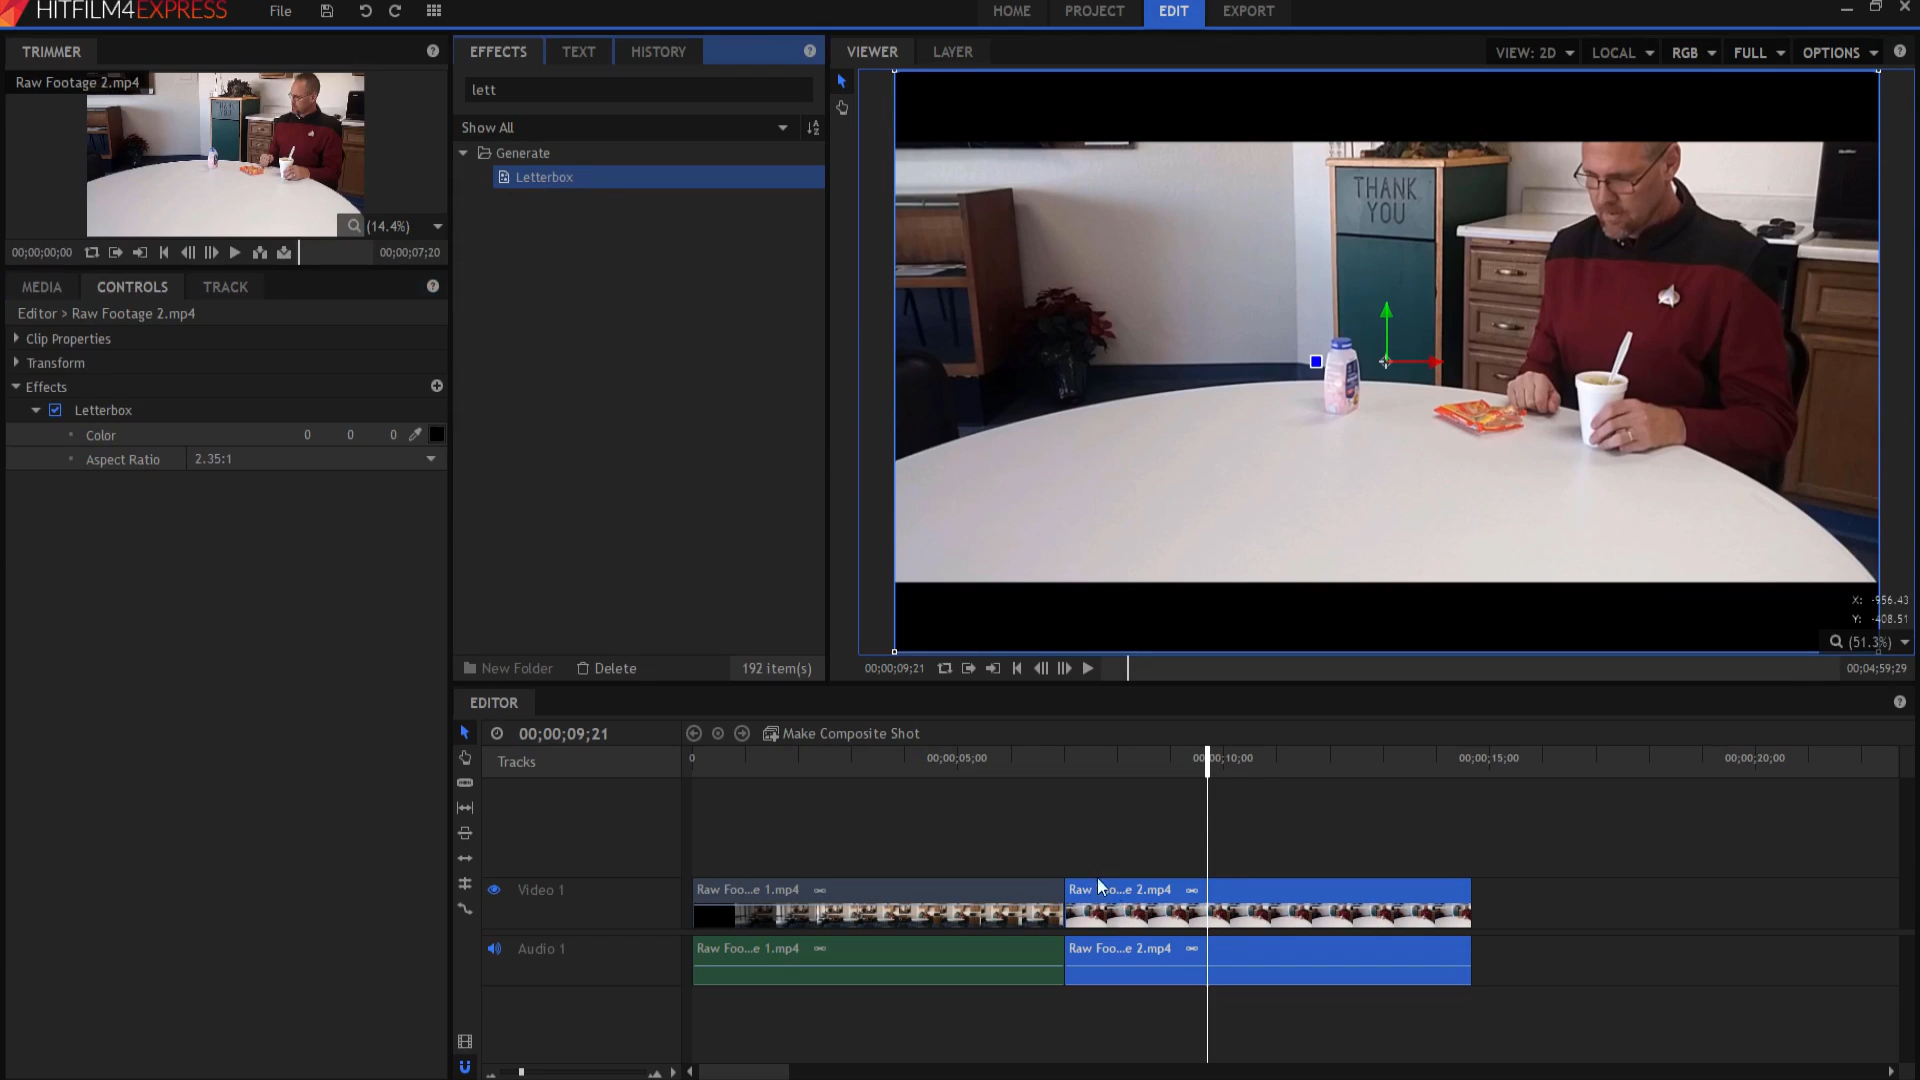 HITFILM4EXPRESS File HOME PROJECT EDIT EXPORT
TRIMMER
Raw Footage 2.mp4
(14.4%)
00;00;00;00 00;00;07;20
MEDIA CONTROLS TRACK
Editor > Raw Footage 2.mp4
Clip Properties
Transform
Effects
Letterbox
Color 0 0 0
Aspect Ratio 2.35:1
EFFECTS TEXT HISTORY
lett
Show All
Generate
Letterbox
New Folder Delete 192 item(s)
VIEWER LAYER VIEW: 2D LOCAL RGB FULL OPTIONS
THANK
YOU
X: -956.43
Y: -408.51
(51.3%)
00;00;09;21 00;04;59;29
EDITOR
00;00;09;21 Make Composite Shot
Tracks 0 00;00;05;00 00;00;10;00 00;00;15;00 00;00;20;00
Video 1 Raw Foo...e 1.mp4 Raw Foo...e 2.mp4
Audio 1 Raw Foo...e 1.mp4 Raw Foo...e 2.mp4